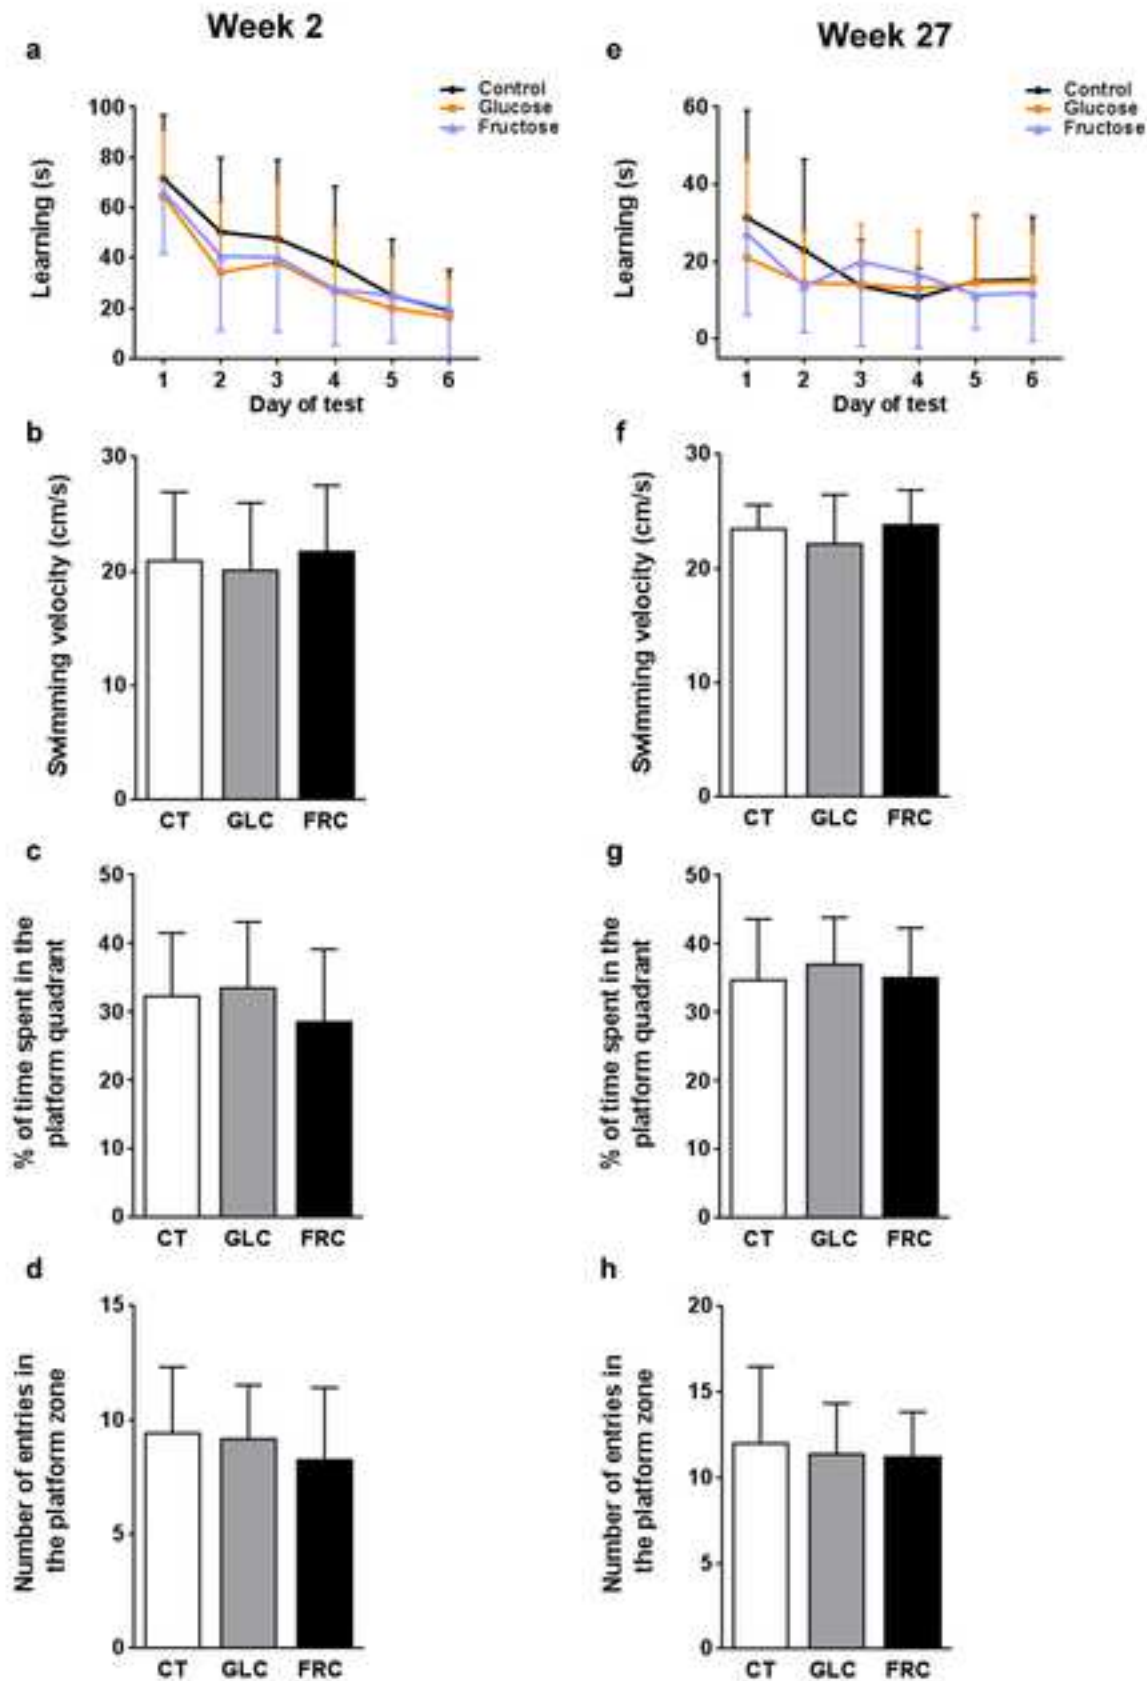 Week 2
a
Control
Glucose
Fructose
Learning (s)
100
80
60
40
20
0
1 2 3 4 5 6
Day of test
b
Swimming velocity (cm/s)
30
20
10
0
CT GLC FRC
c
% of time spent in the
platform quadrant
50
40
30
20
10
0
CT GLC FRC
d
Number of entries in
the platform zone
15
10
5
0
CT GLC FRC
Week 27
e
Control
Glucose
Fructose
Learning (s)
60
40
20
0
1 2 3 4 5 6
Day of test
f
Swimming velocity (cm/s)
30
20
10
0
CT GLC FRC
g
% of time spent in the
platform quadrant
50
40
30
20
10
0
CT GLC FRC
h
Number of entries in
the platform zone
20
15
10
5
0
CT GLC FRC